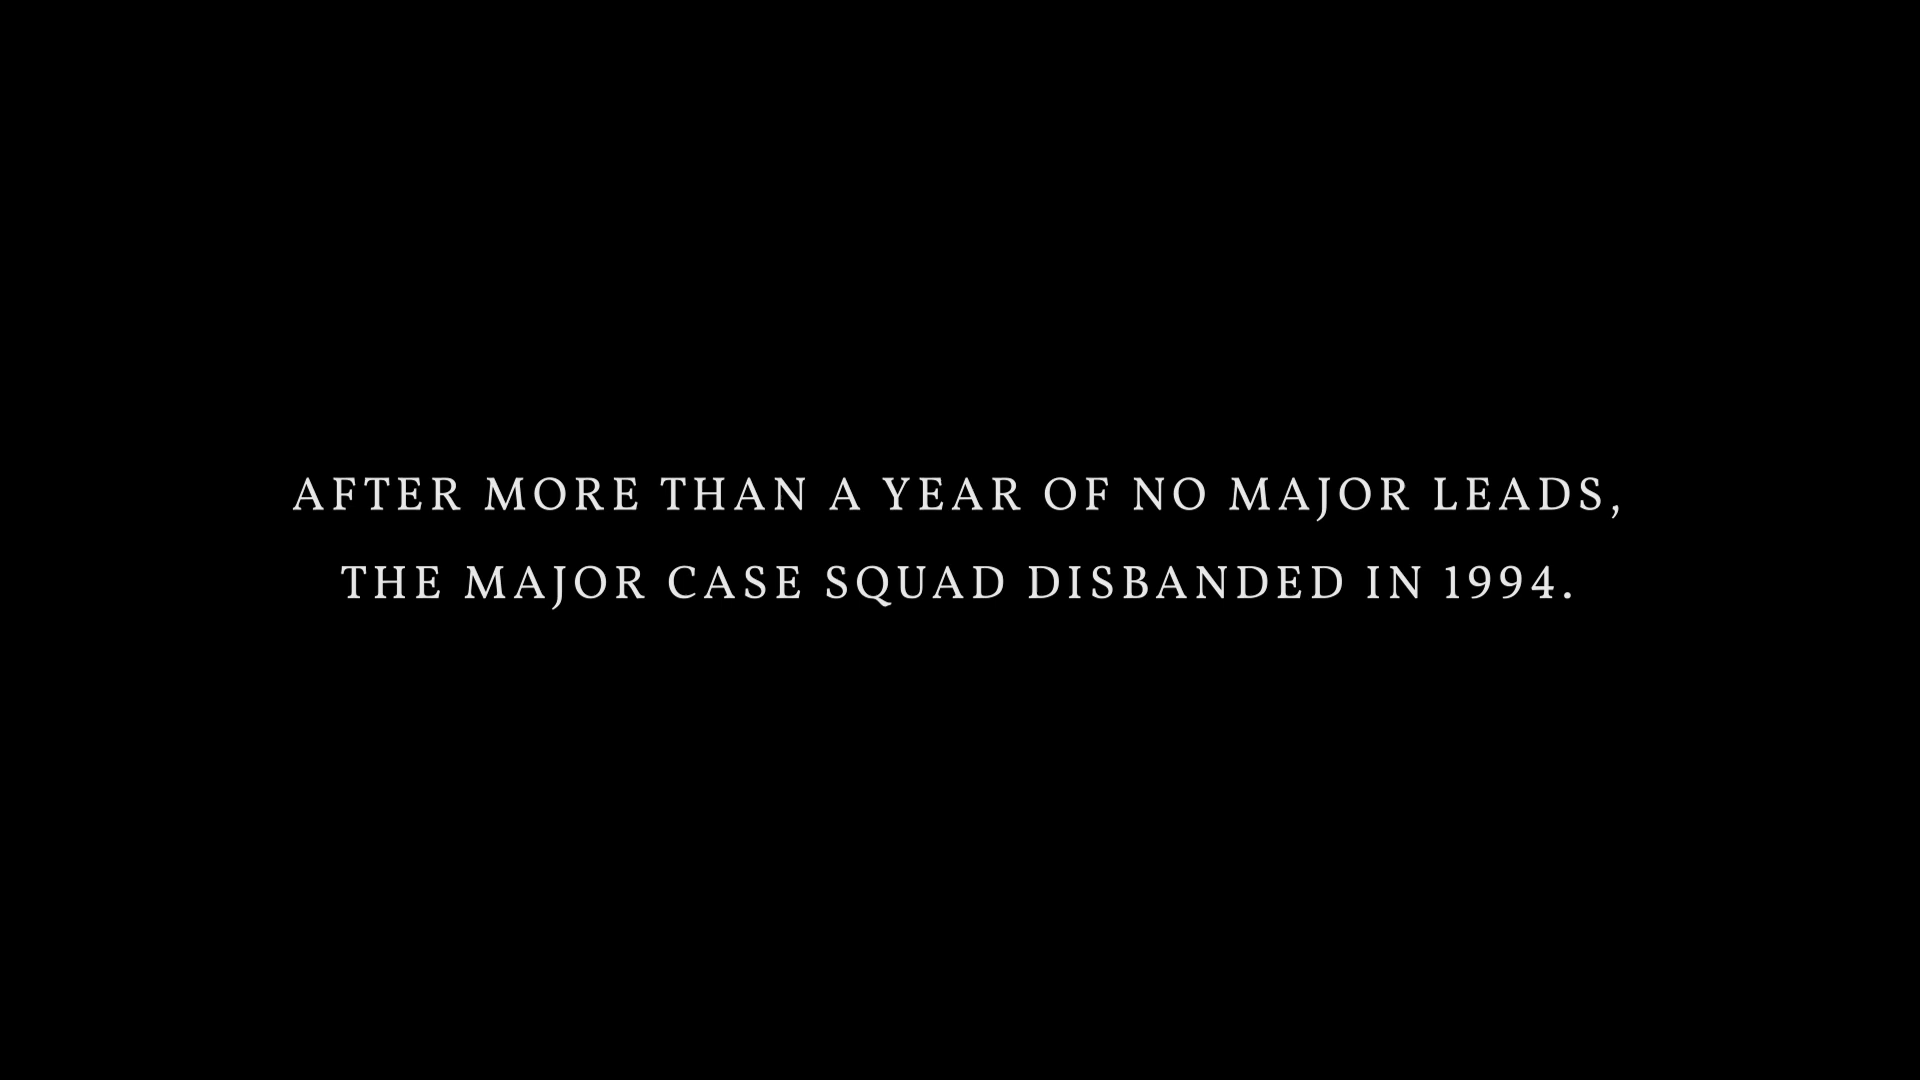 AFTER MORE THAN A YEAR OF NO MAJOR LEADS,
THE MAJOR CASE SQUAD DISBANDED IN 1994.